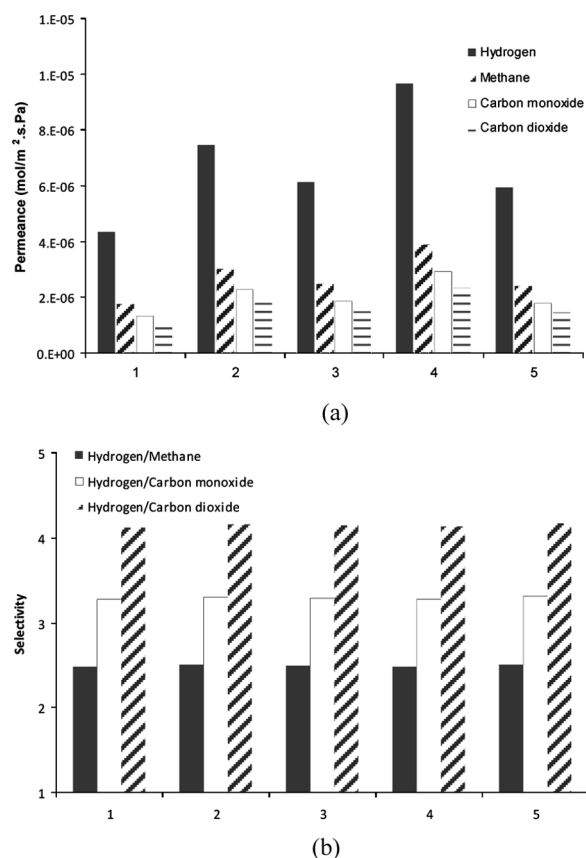 1.E-05
1.E-05
8.E-06
6.E-06
4.E-06
2.E-06
0.E+00
Permeance (mol/m².s.Pa)
Hydrogen
Methane
Carbon monoxide
Carbon dioxide
1 2 3 4 5
(a)
5
4
3
2
1
Selectivity
Hydrogen/Methane
Hydrogen/Carbon monoxide
Hydrogen/Carbon dioxide
1 2 3 4 5
(b)